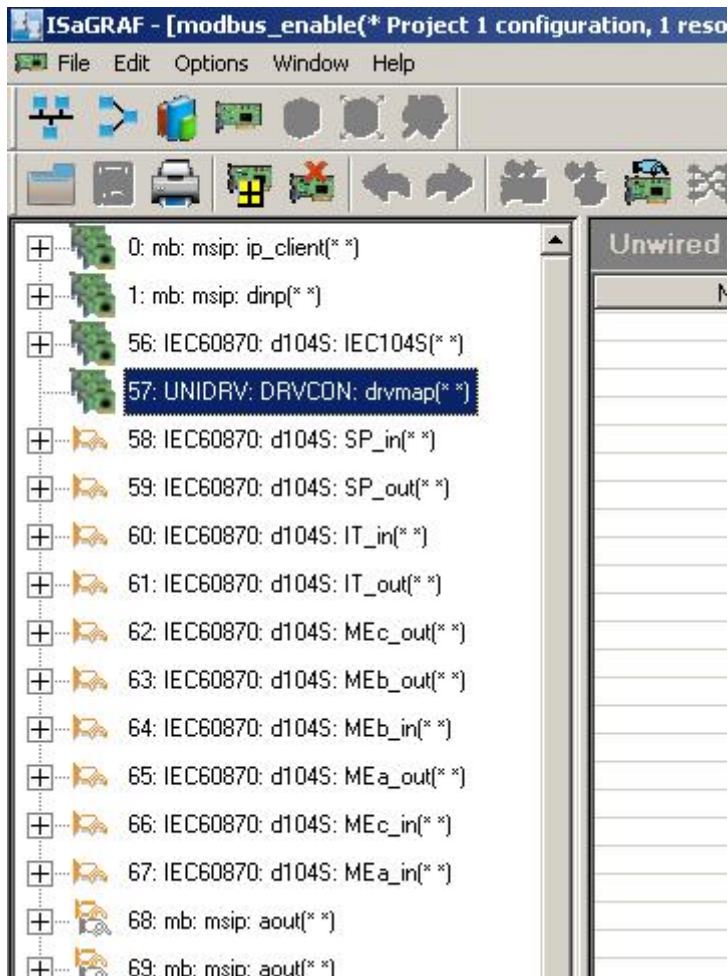 ISaGRAF - [modbus_enable(* Project 1 configuration, 1 reso
File Edit Options Window Help
Unwired
0: mb: msip: ip_client(* *)
1: mb: msip: dinp(* *)
56: IEC60870: d104S: IEC104S(* *)
57: UNIDRV: DRVCON: drvmap(* *)
58: IEC60870: d104S: SP_in(* *)
59: IEC60870: d104S: SP_out(* *)
60: IEC60870: d104S: IT_in(* *)
61: IEC60870: d104S: IT_out(* *)
62: IEC60870: d104S: MEc_out(* *)
63: IEC60870: d104S: MEb_out(* *)
64: IEC60870: d104S: MEb_in(* *)
65: IEC60870: d104S: MEa_out(* *)
66: IEC60870: d104S: MEc_in(* *)
67: IEC60870: d104S: MEa_in(* *)
68: mb: msip: aout(* *)
69: mb: msip: aout(* *)